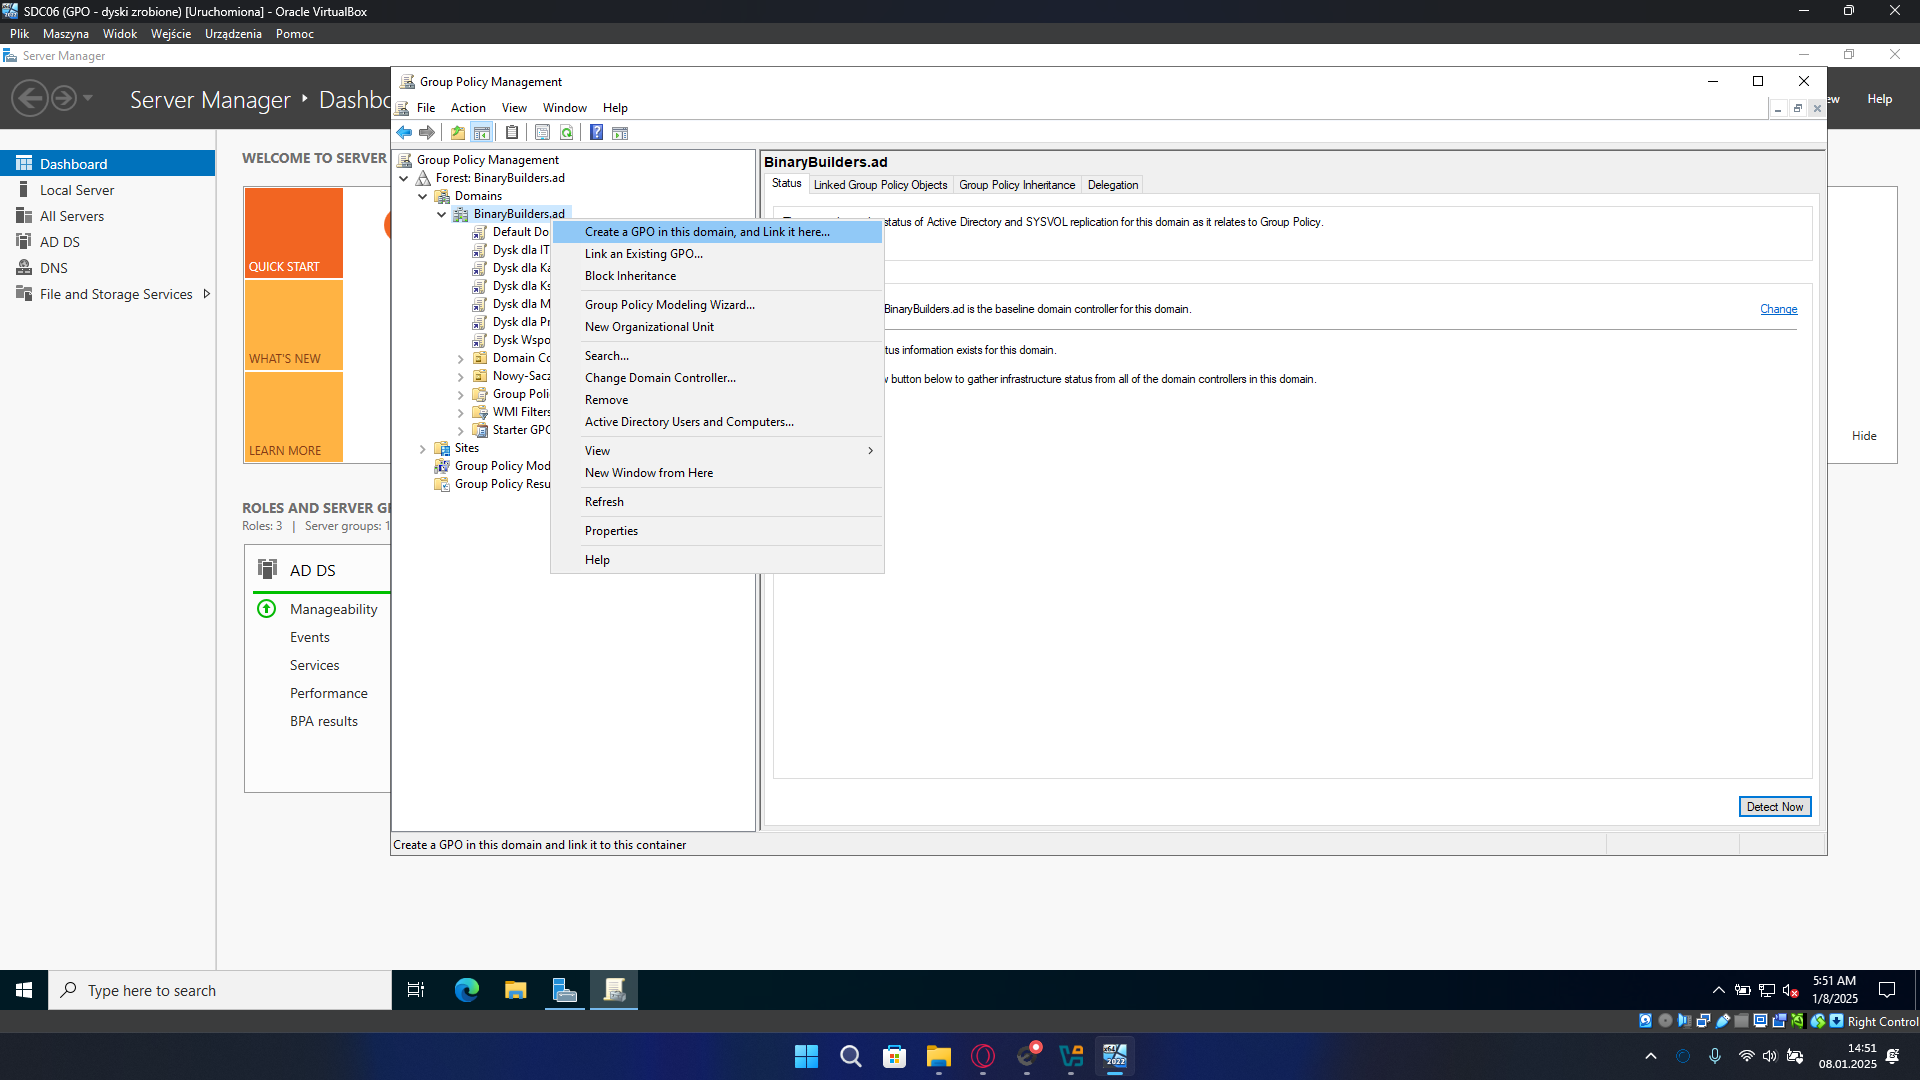 SDC06 (GPO - dyski zrobione) [Uruchomiona] - Oracle VirtualBox
Plik Maszyna Widok Wejście Urządzenia Pomoc
Server Manager
Server Manager Dashbo
ew Help
Group Policy Management
File Action View Window Help
Dashboard
Local Server
All Servers
AD DS
DNS
File and Storage Services
WELCOME TO SERVER
QUICK START
WHAT'S NEW
LEARN MORE
Hide
ROLES AND SERVER G
Roles: 3 | Server groups: 1
AD DS
Manageability
Events
Services
Performance
BPA results
Group Policy Management
Forest: BinaryBuilders.ad
Domains
BinaryBuilders.ad
Default Do
Dysk dla IT
Dysk dla Ka
Dysk dla Ks
Dysk dla M
Dysk dla Pr
Dysk Wspo
Domain Co
Nowy-Sacz
Group Poli
WMI Filters
Starter GPO
Sites
Group Policy Mod
Group Policy Resu
Create a GPO in this domain, and Link it here...
Link an Existing GPO...
Block Inheritance
Group Policy Modeling Wizard...
New Organizational Unit
Search...
Change Domain Controller...
Remove
Active Directory Users and Computers...
View
New Window from Here
Refresh
Properties
Help
BinaryBuilders.ad
Status Linked Group Policy Objects Group Policy Inheritance Delegation
status of Active Directory and SYSVOL replication for this domain as it relates to Group Policy.
BinaryBuilders.ad is the baseline domain controller for this domain.
Change
tus information exists for this domain.
w button below to gather infrastructure status from all of the domain controllers in this domain.
Detect Now
Create a GPO in this domain and link it to this container
Type here to search
5:51 AM
1/8/2025
Right Control
14:51
08.01.2025